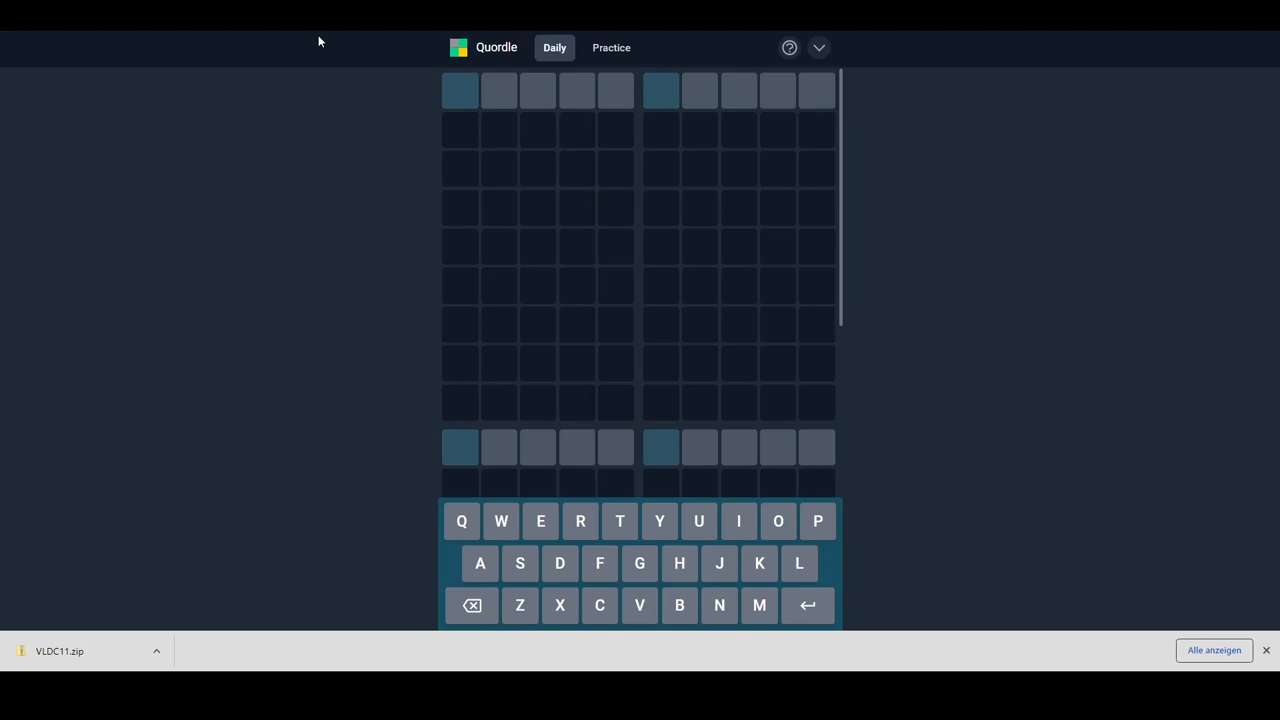 Quordle Daily Practice
Q W E R T Y U I O P
A S D F G H J K L
Z X C V B N M
VLDC11.zip Alle anzeigen